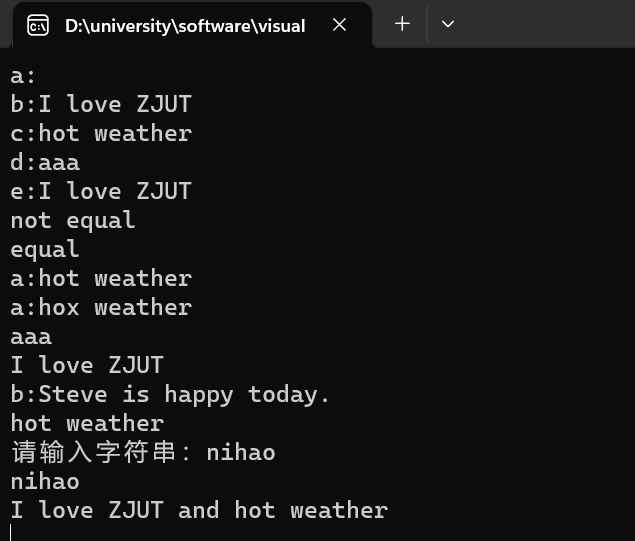 D:\university\software\visual
a:
b:I love ZJUT
c:hot weather
d:aaa
e:I love ZJUT
not equal
equal
a:hot weather
a:hox weather
aaa
I love ZJUT
b:Steve is happy today.
hot weather
请输入字符串：nihao
nihao
I love ZJUT and hot weather